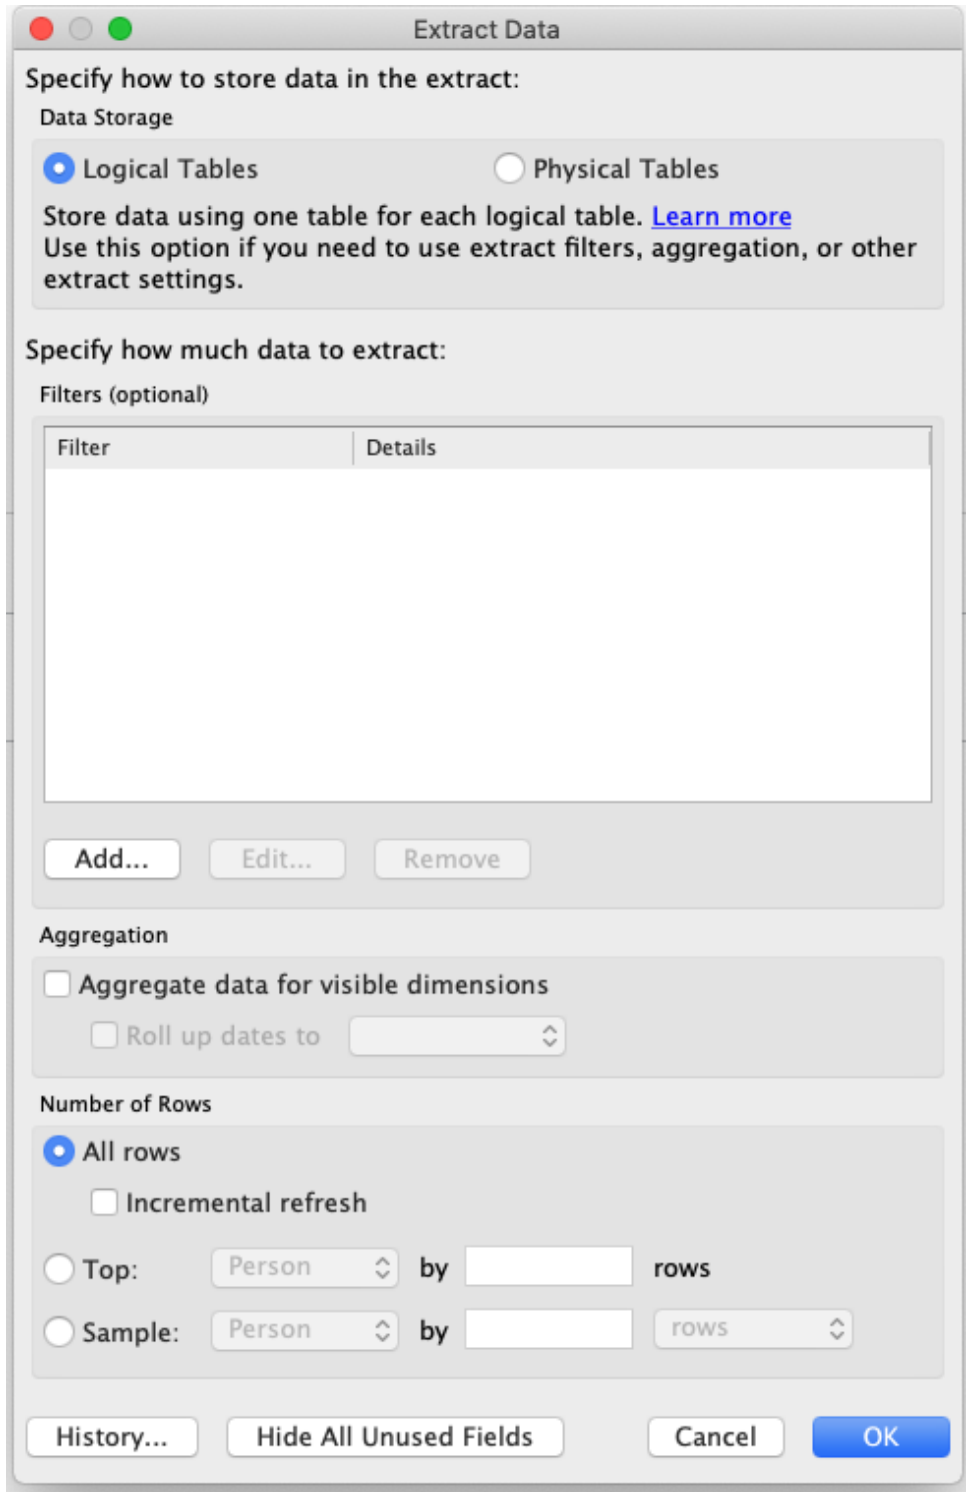 Extract Data
Specify how to store data in the extract:
Data Storage
Logical Tables Physical Tables
Store data using one table for each logical table. Learn more
Use this option if you need to use extract filters, aggregation, or other
extract settings.
Specify how much data to extract:
Filters (optional)
Filter Details
Add... Edit... Remove
Aggregation
Aggregate data for visible dimensions
Roll up dates to
Number of Rows
All rows
Incremental refresh
Top: Person by rows
Sample: Person by rows
History... Hide All Unused Fields Cancel OK